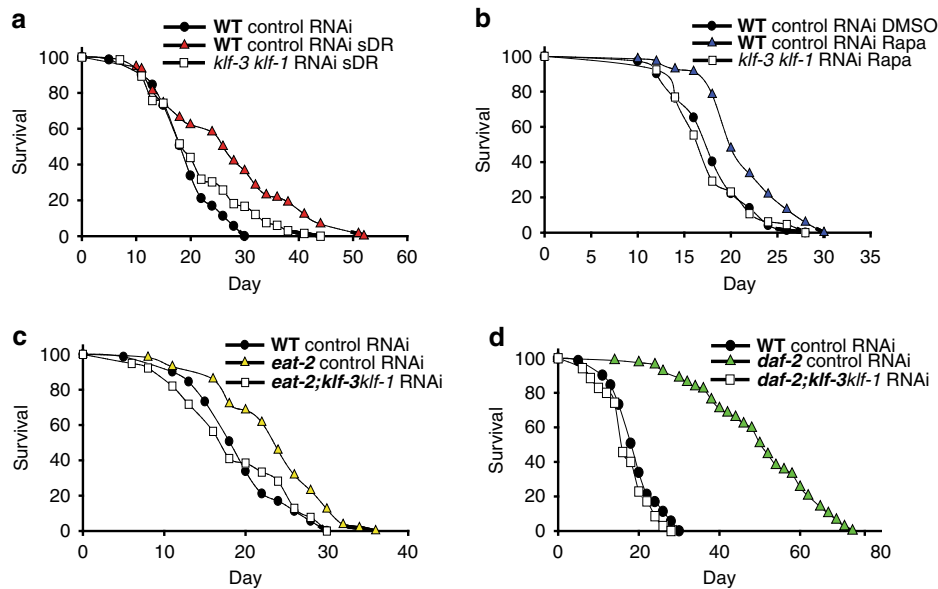 a
WT control RNAi
WT control RNAi sDR
klf-3 klf-1 RNAi sDR
100
80
60
40
20
0
Survival
0 10 20 30 40 50 60
Day
b
WT control RNAi DMSO
WT control RNAi Rapa
klf-3 klf-1 RNAi Rapa
100
80
60
40
20
0
Survival
0 5 10 15 20 25 30 35
Day
c
WT control RNAi
eat-2 control RNAi
eat-2;klf-3klf-1 RNAi
100
80
60
40
20
0
Survival
0 10 20 30 40
Day
d
WT control RNAi
daf-2 control RNAi
daf-2;klf-3klf-1 RNAi
100
80
60
40
20
0
Survival
0 20 40 60 80
Day